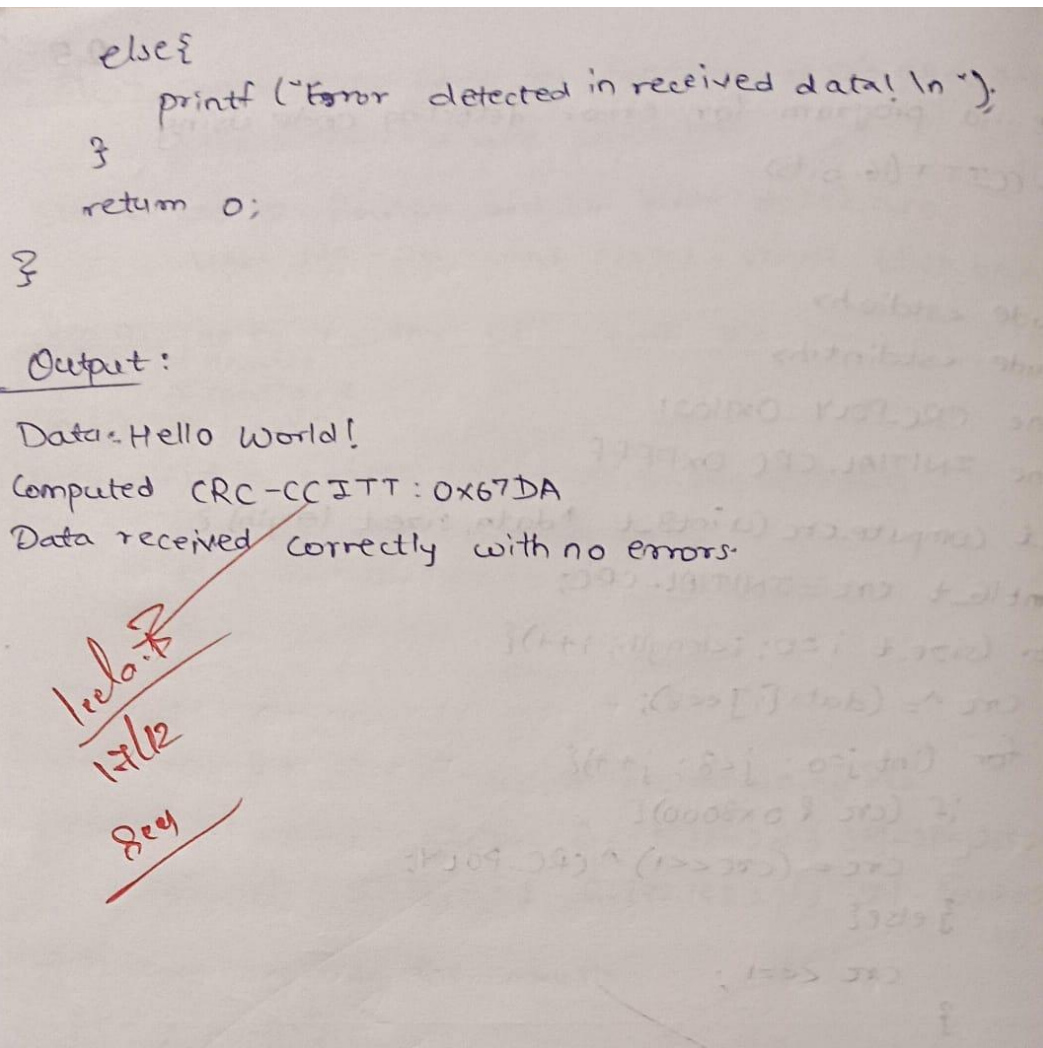 else{
printf ("Error detected in received data! \n");
}
return 0;
}
Output:
Data: Hello World!
Computed CRC-CCITT : 0x67DA
Data received correctly with no errors.
17/12